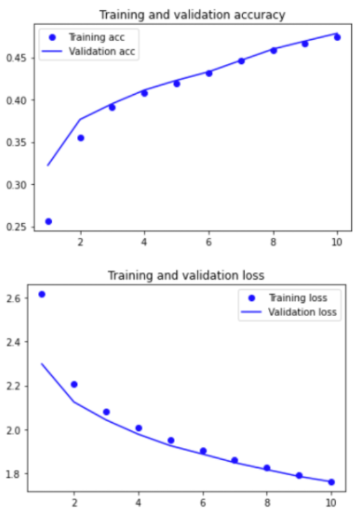 Training and validation accuracy
Training acc
Validation acc
0.45
0.40
0.35
0.30
0.25
2 4 6 8 10
Training and validation loss
Training loss
Validation loss
2.6
2.4
2.2
2.0
1.8
2 4 6 8 10